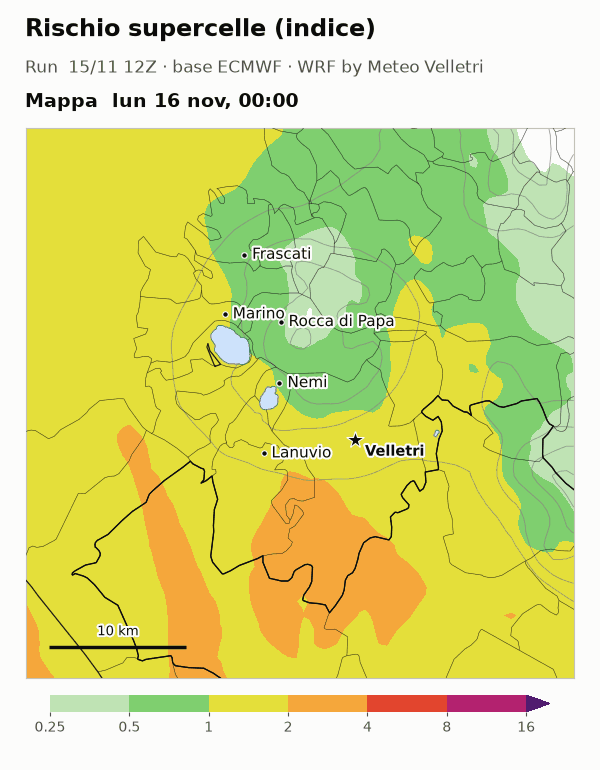 Rischio supercelle (indice)
Run  15/11 12Z · base ECMWF · WRF by Meteo Velletri
Mappa  lun 16 nov, 00:00
Frascati
Marino
Rocca di Papa
Nemi
Velletri
Lanuvio
10 km
0.25 0.5 1 2 4 8 16